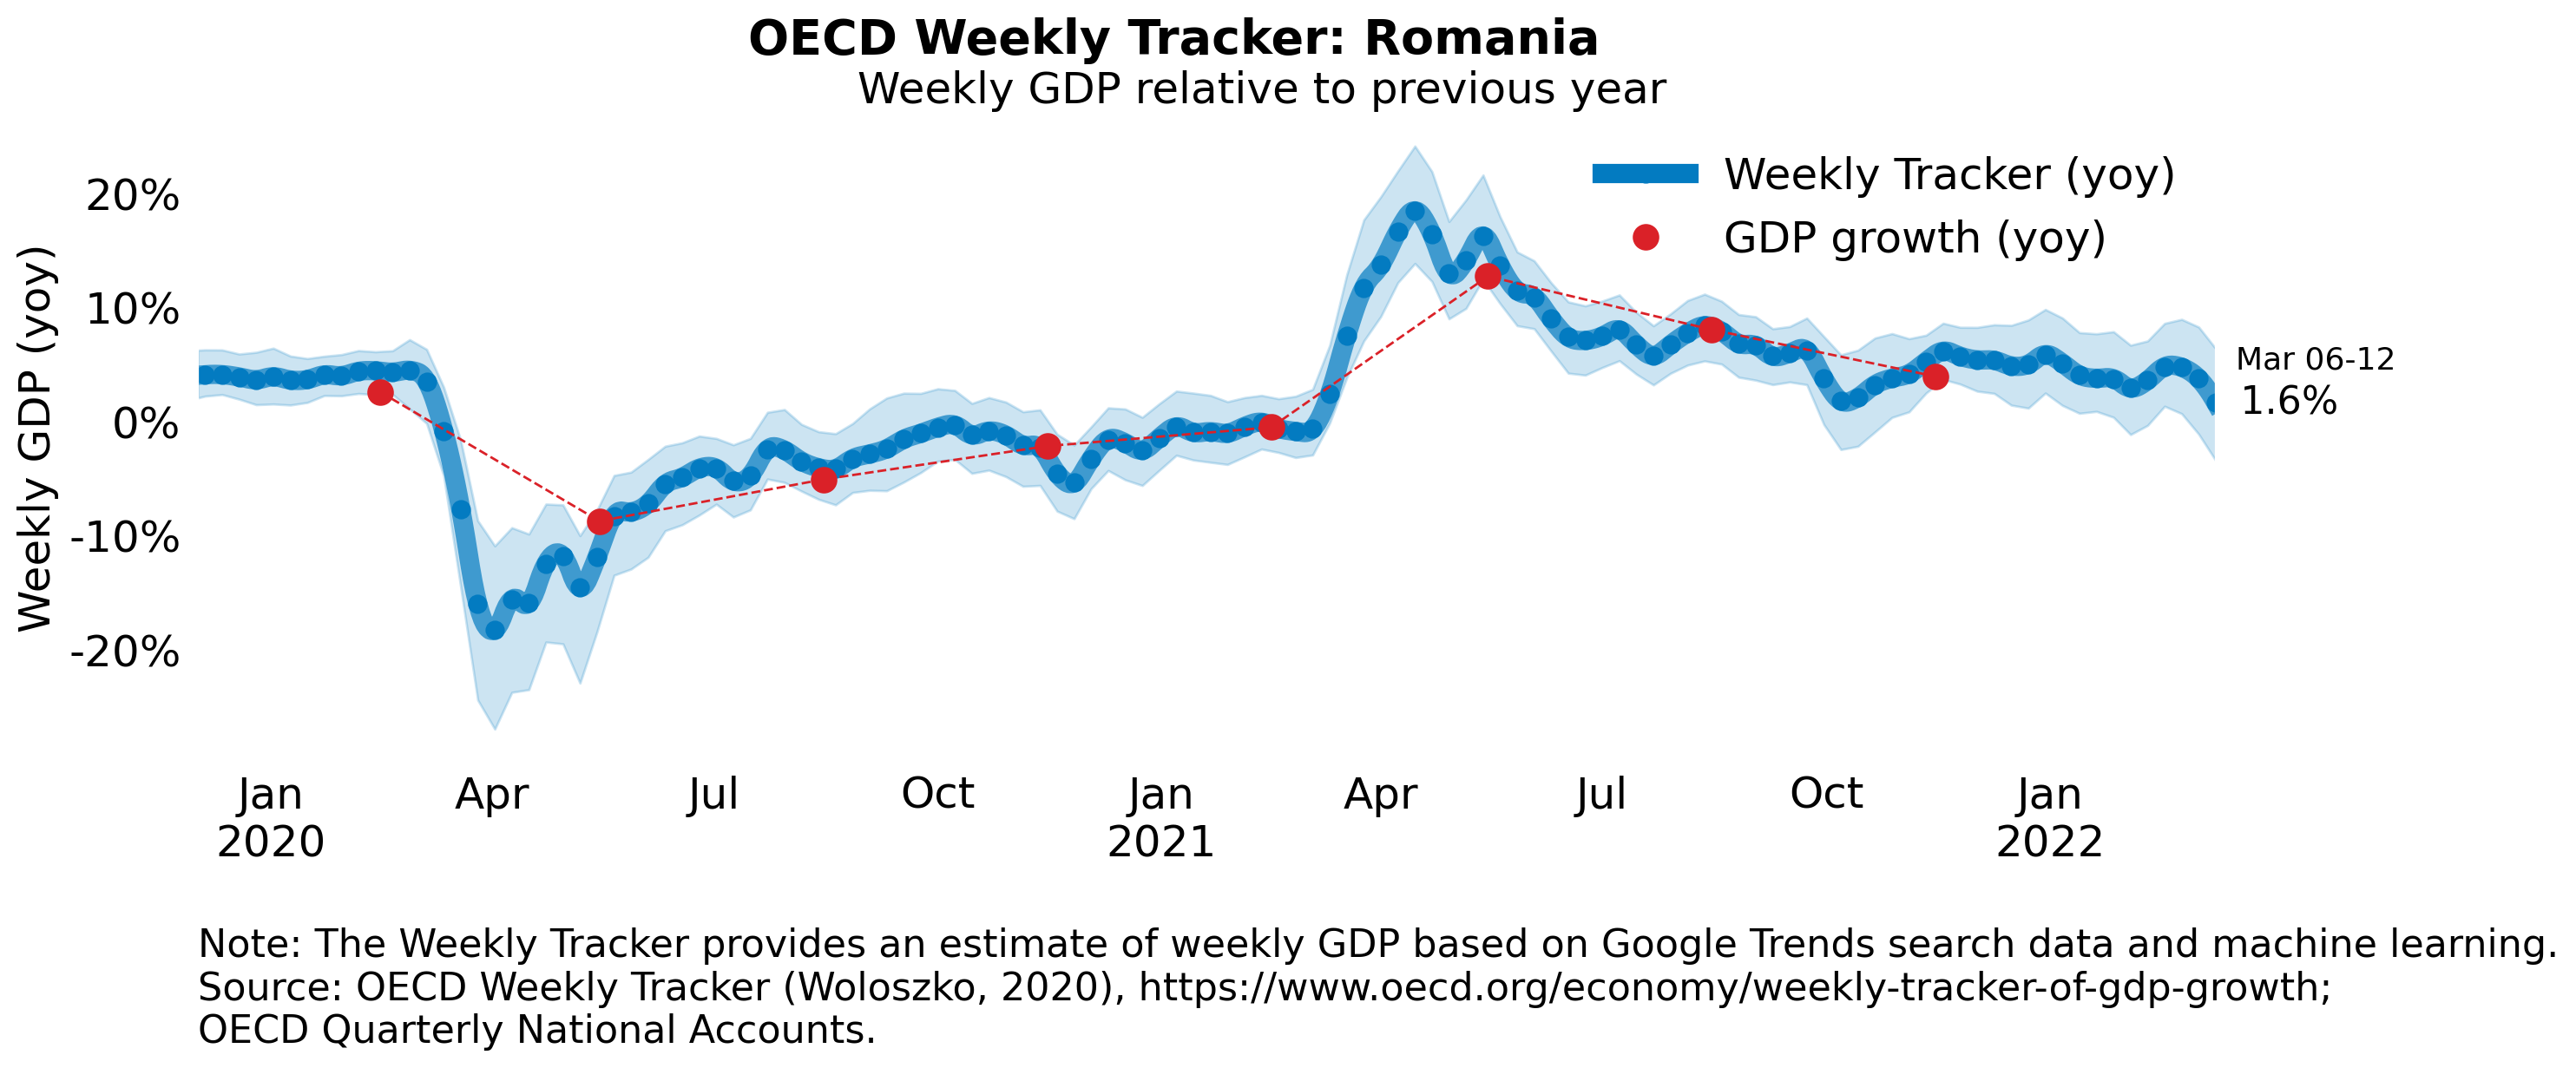 OECD Weekly Tracker: Romania
Weekly GDP relative to previous year
Weekly Tracker (yoy)
GDP growth (yoy)
Weekly GDP (yoy)
20%
10%
0%
-10%
-20%
Mar 06-12
1.6%
Jan Apr Jul Oct Jan Apr Jul Oct Jan
2020 2021 2022
Note: The Weekly Tracker provides an estimate of weekly GDP based on Google Trends search data and machine learning.
Source: OECD Weekly Tracker (Woloszko, 2020), https://www.oecd.org/economy/weekly-tracker-of-gdp-growth;
OECD Quarterly National Accounts.